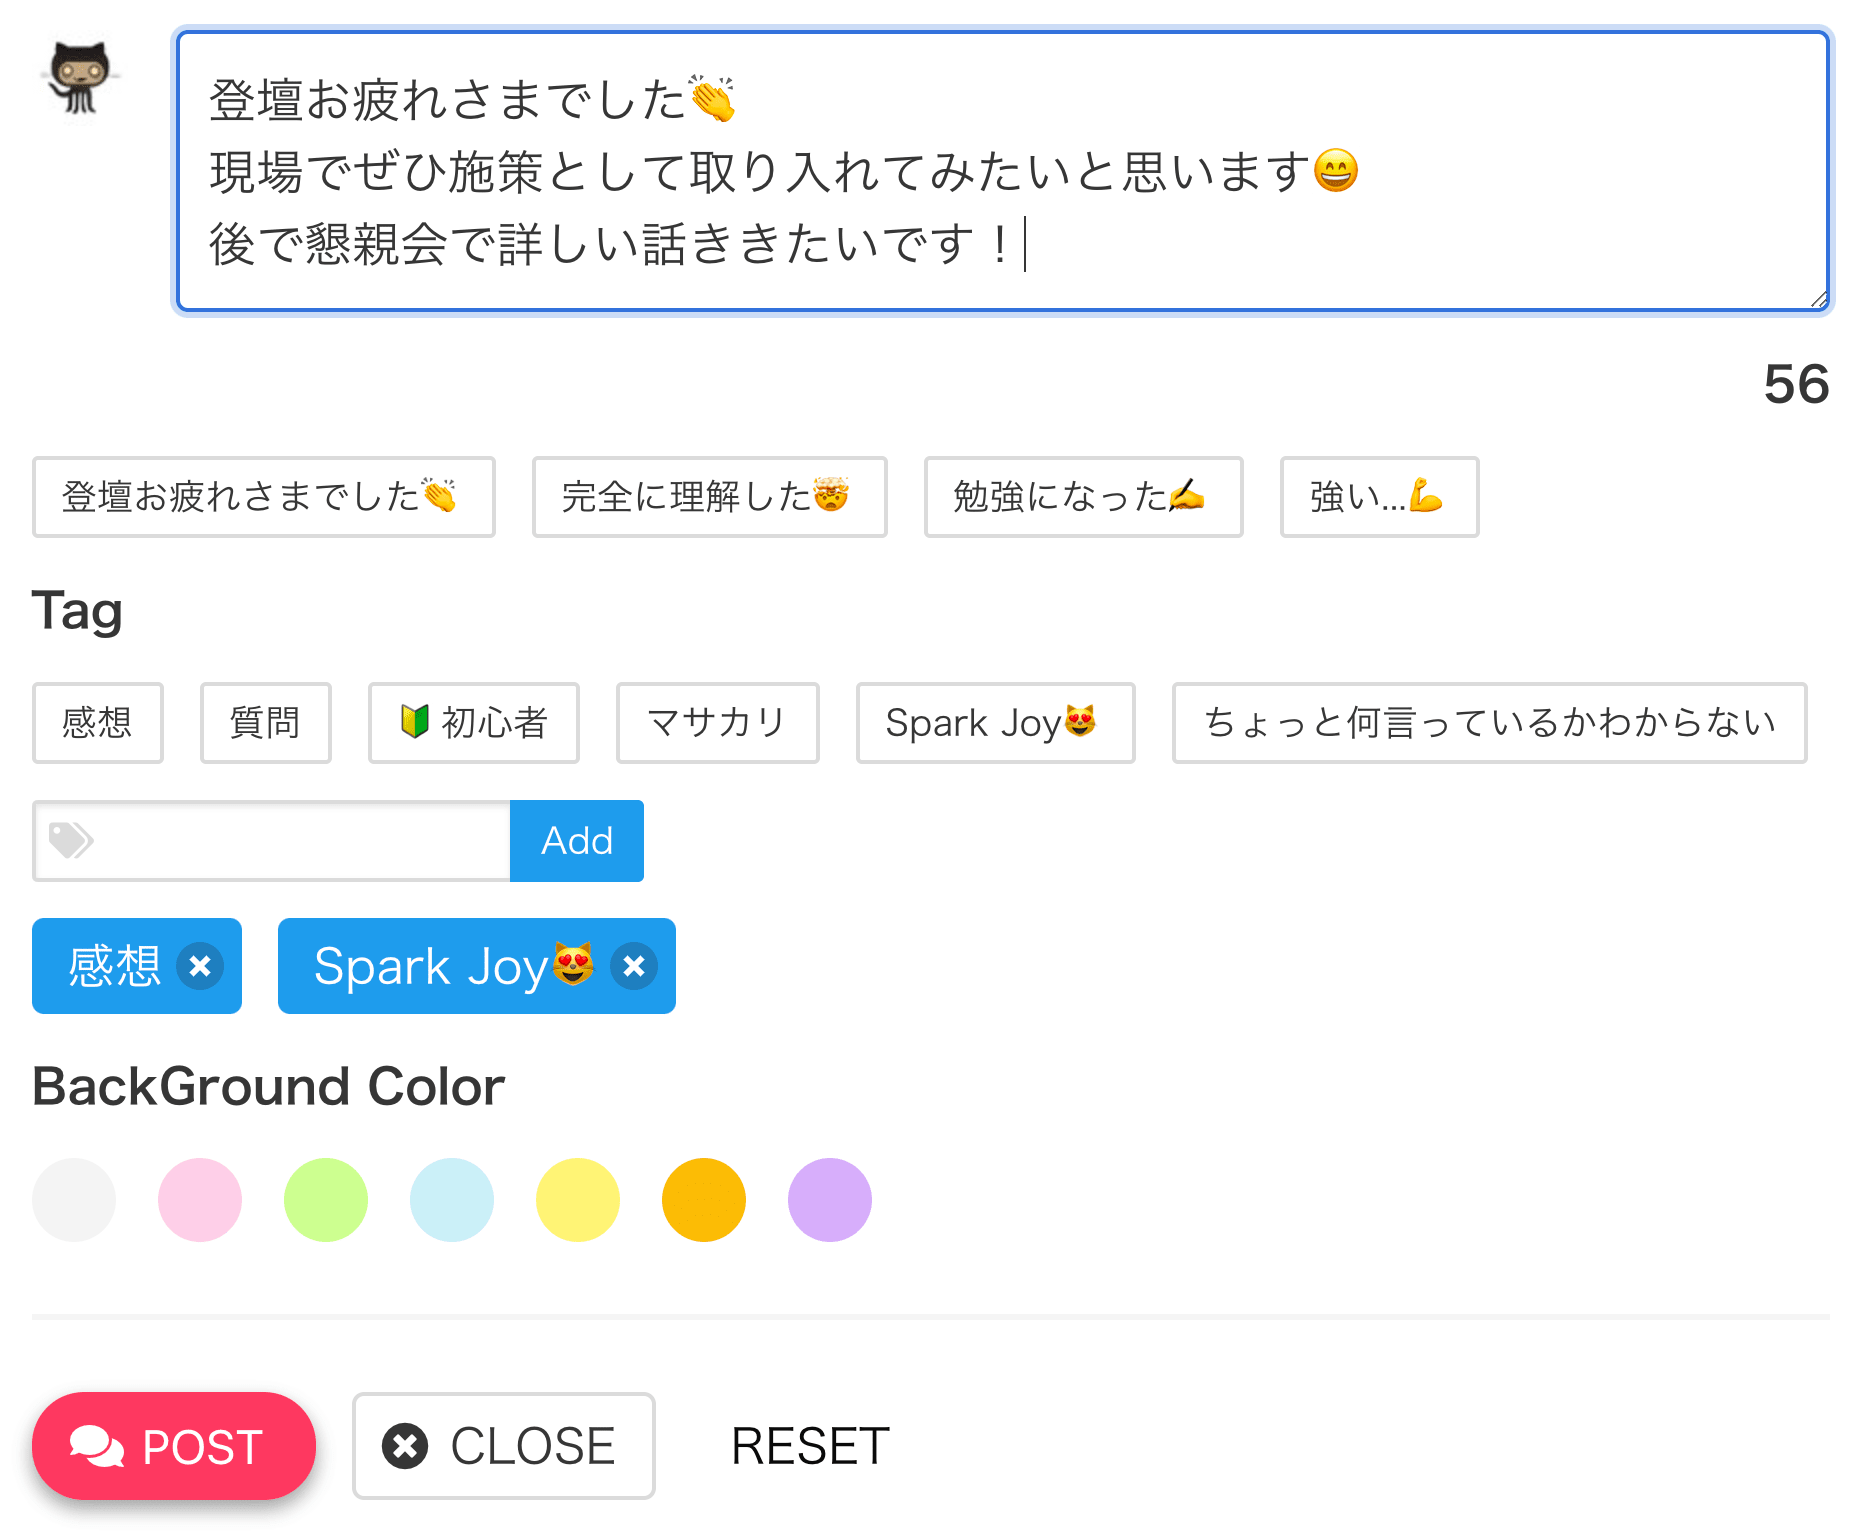 登壇お疲れさまでした👏
現場でぜひ施策として取り入れてみたいと思います😄
後で懇親会で詳しい話ききたいです！
56
登壇お疲れさまでした👏 完全に理解した🤯 勉強になった✍️ 強い...💪
Tag
感想 質問 🔰初心者 マサカリ Spark Joy😻 ちょっと何言っているかわからない
Add
感想 Spark Joy😻
BackGround Color
POST CLOSE RESET